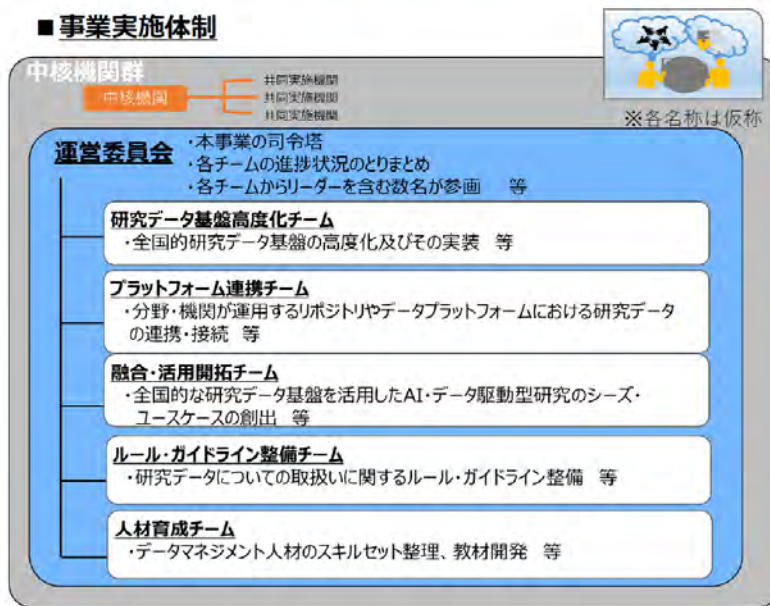 ■事業実施体制
中核機関群
中核機関
共同実施機関
共同実施機関
共同実施機関
※各名称は仮称
運営委員会
・本事業の司令塔
・各チームの進捗状況のとりまとめ
・各チームからリーダーを含む数名が参画 等
研究データ基盤高度化チーム
・全国的研究データ基盤の高度化及びその実装 等
プラットフォーム連携チーム
・分野・機関が運用するリポジトリやデータプラットフォームにおける研究データ
の連携・接続 等
融合・活用開拓チーム
・全国的な研究データ基盤を活用したAI・データ駆動型研究のシーズ・
ユースケースの創出 等
ルール・ガイドライン整備チーム
・研究データについての取扱いに関するルール・ガイドライン整備 等
人材育成チーム
・データマネジメント人材のスキルセット整理、教材開発 等